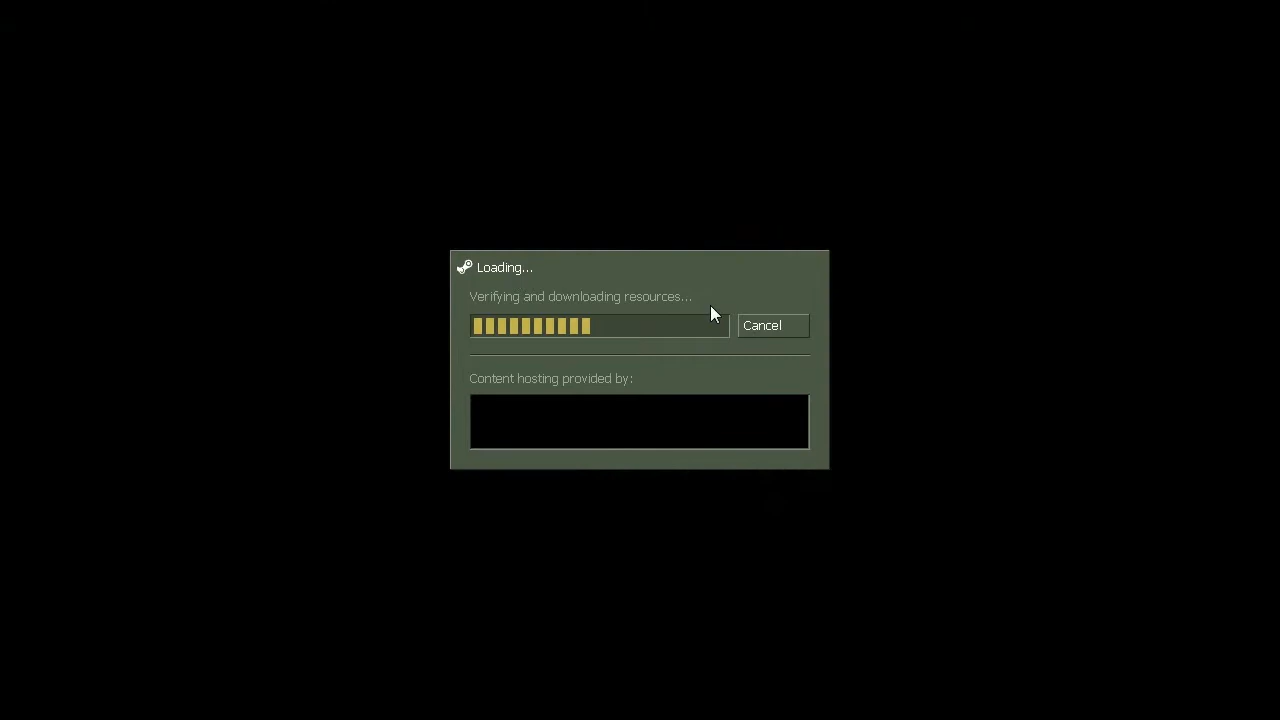 Loading...
Verifying and downloading resources...
Cancel
Content hosting provided by: